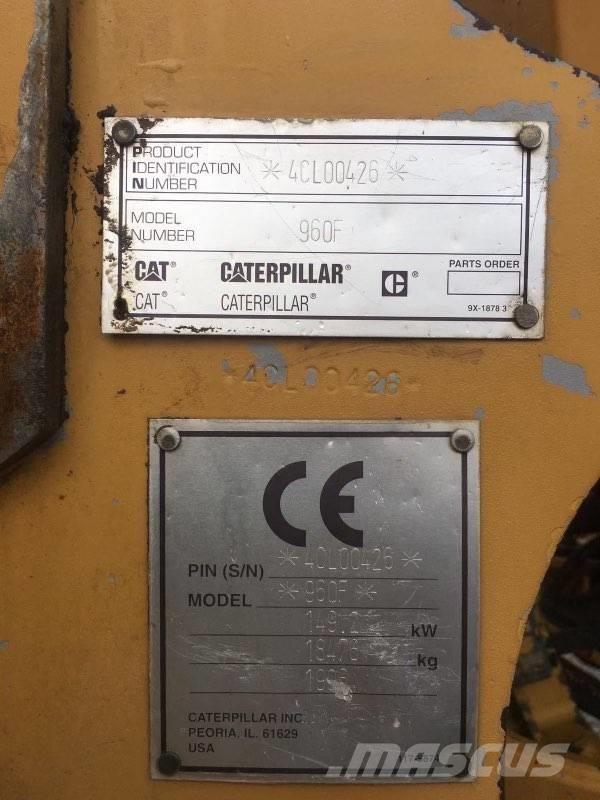 PRODUCT
IDENTIFICATION
NUMBER
*4CL00426*
MODEL
NUMBER
960F
CAT® CATERPILLAR® ® PARTS ORDER
CAT® CATERPILLAR® 9X-1878 3
*4CL00426*
CE
PIN (S/N) *4CL00426*
MODEL *960F*
kW
kg
CATERPILLAR INC.
PEORIA, IL. 61629
USA
MASCUS